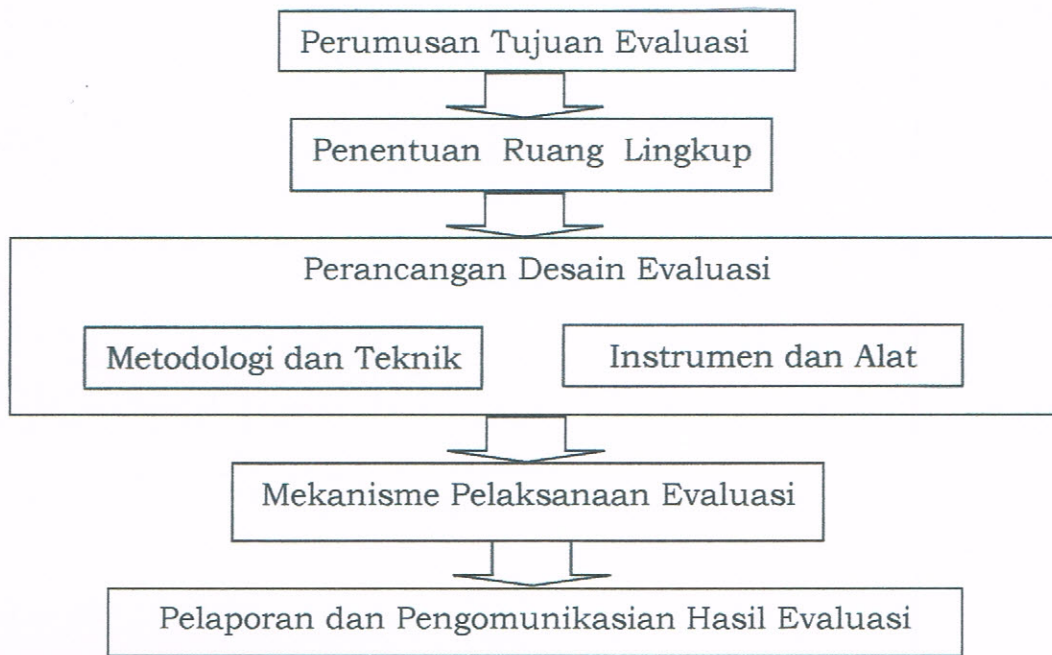 Perumusan Tujuan Evaluasi
Penentuan Ruang Lingkup
Perancangan Desain Evaluasi
Metodologi dan Teknik
Instrumen dan Alat
Mekanisme Pelaksanaan Evaluasi
Pelaporan dan Pengomunikasian Hasil Evaluasi